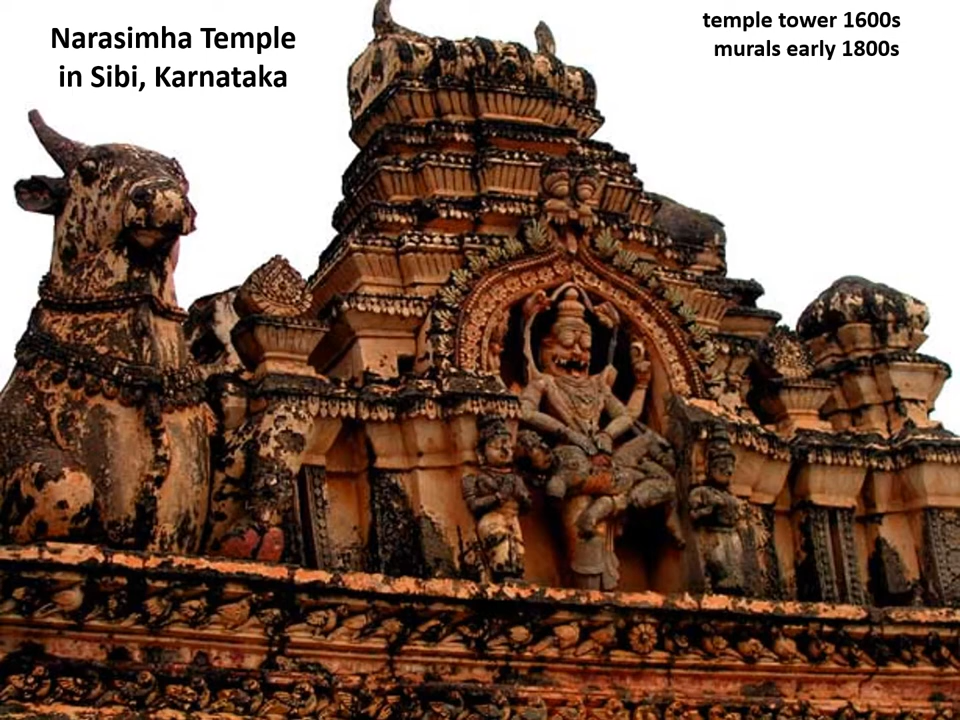 Narasimha Temple
in Sibi, Karnataka
temple tower 1600s
murals early 1800s